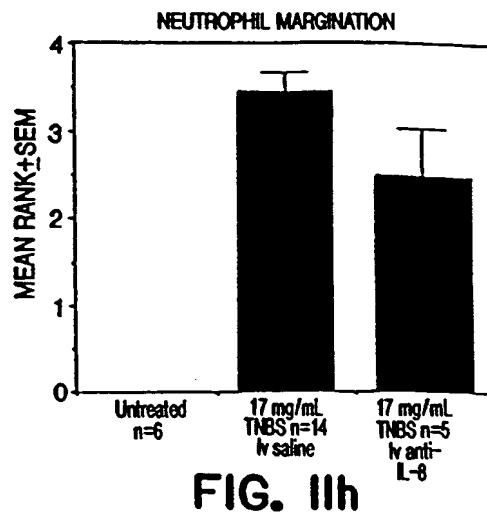 NEUTROPHIL MARGINATION
MEAN RANK±SEM
4
3
2
1
0
Untreated
n=6
17 mg/mL
TNBS n=14
iv saline
17 mg/mL
TNBS n=5
iv anti-
IL-8
FIG. 11h